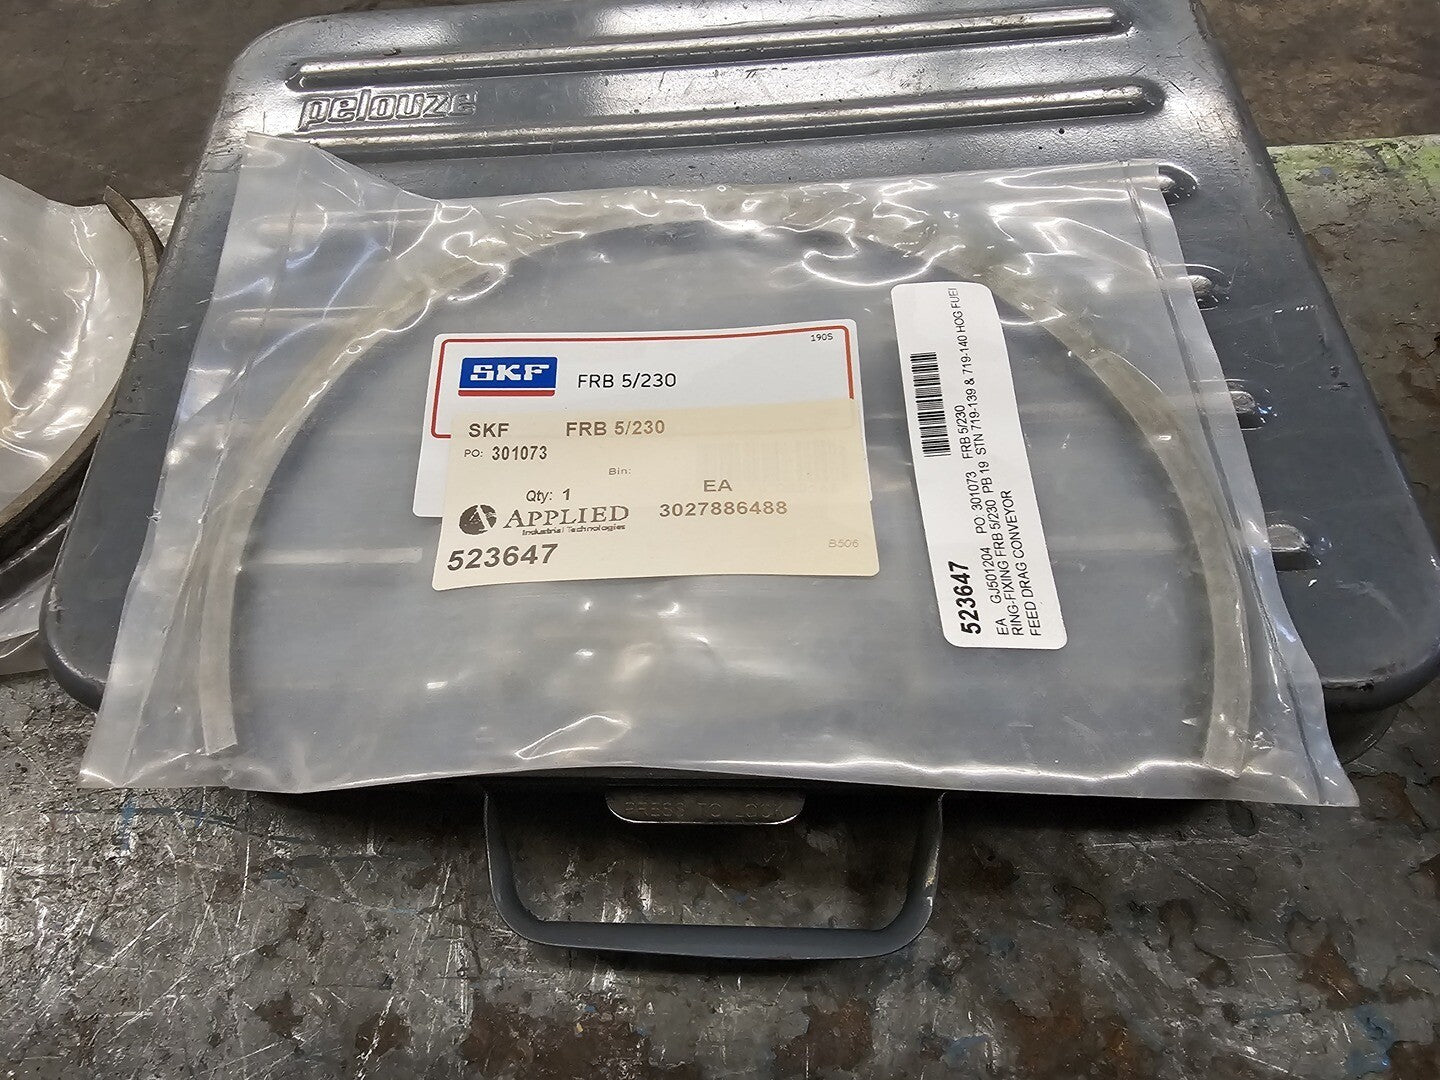 pelouze
190S
SKF FRB 5/230
SKF FRB 5/230
PO: 301073
Bin:
Qty: 1 EA
APPLIED 3027886488
Industrial Technologies
523647 B506
523647
EA GJ501204 PO 301073 FRB 5/230
RING-FIXING FRB 5/230 PB 19 STN 719-139 & 719-140 HOG FUEL
FEED DRAG CONVEYOR
PRESS TO LOCK